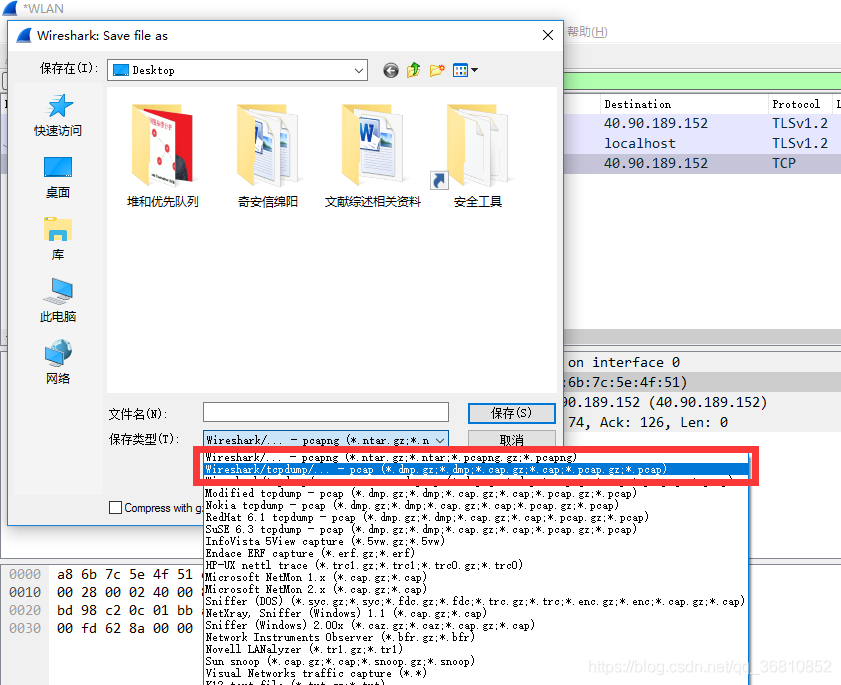 *WLAN
Wireshark: Save file as
帮助(H)
保存在(I):
Desktop
快速访问
桌面
库
此电脑
网络
堆和优先队列
奇安信绵阳
文献综述相关资料
安全工具
Destination Protocol
40.90.189.152 TLSv1.2
localhost TLSv1.2
40.90.189.152 TCP
on interface 0
:6b:7c:5e:4f:51)
90.189.152 (40.90.189.152)
74, Ack: 126, Len: 0
文件名(N):
保存(S)
保存类型(T):
Wireshark/... - pcapng (*.ntar.gz;*.n
取消
Wireshark/... - pcapng (*.ntar.gz;*.ntar;*.pcapng.gz;*.pcapng)
Wireshark/tcpdump/... - pcap (*.dmp.gz;*.dmp;*.cap.gz;*.cap;*.pcap.gz;*.pcap)
Modified tcpdump - pcap (*.dmp.gz;*.dmp;*.cap.gz;*.cap;*.pcap.gz;*.pcap)
Nokia tcpdump - pcap (*.dmp.gz;*.dmp;*.cap.gz;*.cap;*.pcap.gz;*.pcap)
RedHat 6.1 tcpdump - pcap (*.dmp.gz;*.dmp;*.cap.gz;*.cap;*.pcap.gz;*.pcap)
SuSE 6.3 tcpdump - pcap (*.dmp.gz;*.dmp;*.cap.gz;*.cap;*.pcap.gz;*.pcap)
InfoVista 5View capture (*.5vw.gz;*.5vw)
Endace ERF capture (*.erf.gz;*.erf)
HP-UX nettl trace (*.trc1.gz;*.trc1;*.trc0.gz;*.trc0)
Microsoft NetMon 1.x (*.cap.gz;*.cap)
Microsoft NetMon 2.x (*.cap.gz;*.cap)
Sniffer (DOS) (*.syc.gz;*.syc;*.fdc.gz;*.fdc;*.trc.gz;*.trc;*.enc.gz;*.enc;*.cap.gz;*.cap)
NetXray, Sniffer (Windows) 1.1 (*.cap.gz;*.cap)
Sniffer (Windows) 2.00x (*.caz.gz;*.caz;*.cap.gz;*.cap)
Network Instruments Observer (*.bfr.gz;*.bfr)
Novell LANalyzer (*.tr1.gz;*.tr1)
Sun snoop (*.cap.gz;*.cap;*.snoop.gz;*.snoop)
Visual Networks traffic capture (*.*)
Compress with g
0000 a8 6b 7c 5e 4f 51
0010 00 28 00 02 40 00
0020 bd 98 c2 0c 01 bb
0030 00 fd 62 8a 00 00
https://blog.csdn.net/qq_36810852